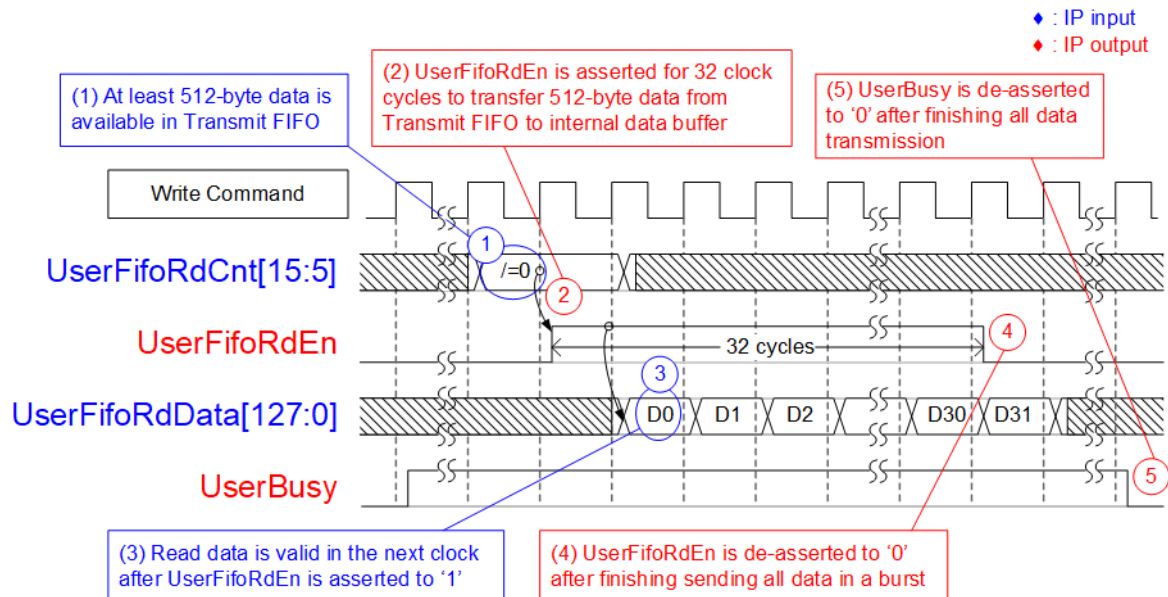 ♦ : IP input
♦ : IP output
(1) At least 512-byte data is
available in Transmit FIFO
(2) UserFifoRdEn is asserted for 32 clock
cycles to transfer 512-byte data from
Transmit FIFO to internal data buffer
(5) UserBusy is de-asserted
to ‘0’ after finishing all data
transmission
Write Command
UserFifoRdCnt[15:5]
1
/=0
2
UserFifoRdEn
32 cycles
4
3
UserFifoRdData[127:0]
D0
D1
D2
D30
D31
UserBusy
5
(3) Read data is valid in the next clock
after UserFifoRdEn is asserted to ‘1’
(4) UserFifoRdEn is de-asserted to ‘0’
after finishing sending all data in a burst